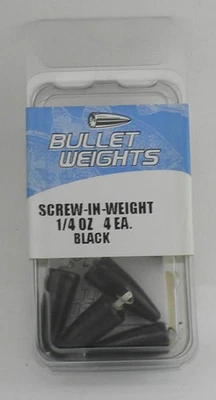 BULLET
WEIGHTS
SCREW-IN-WEIGHT
1/4 OZ 4 EA.
BLACK